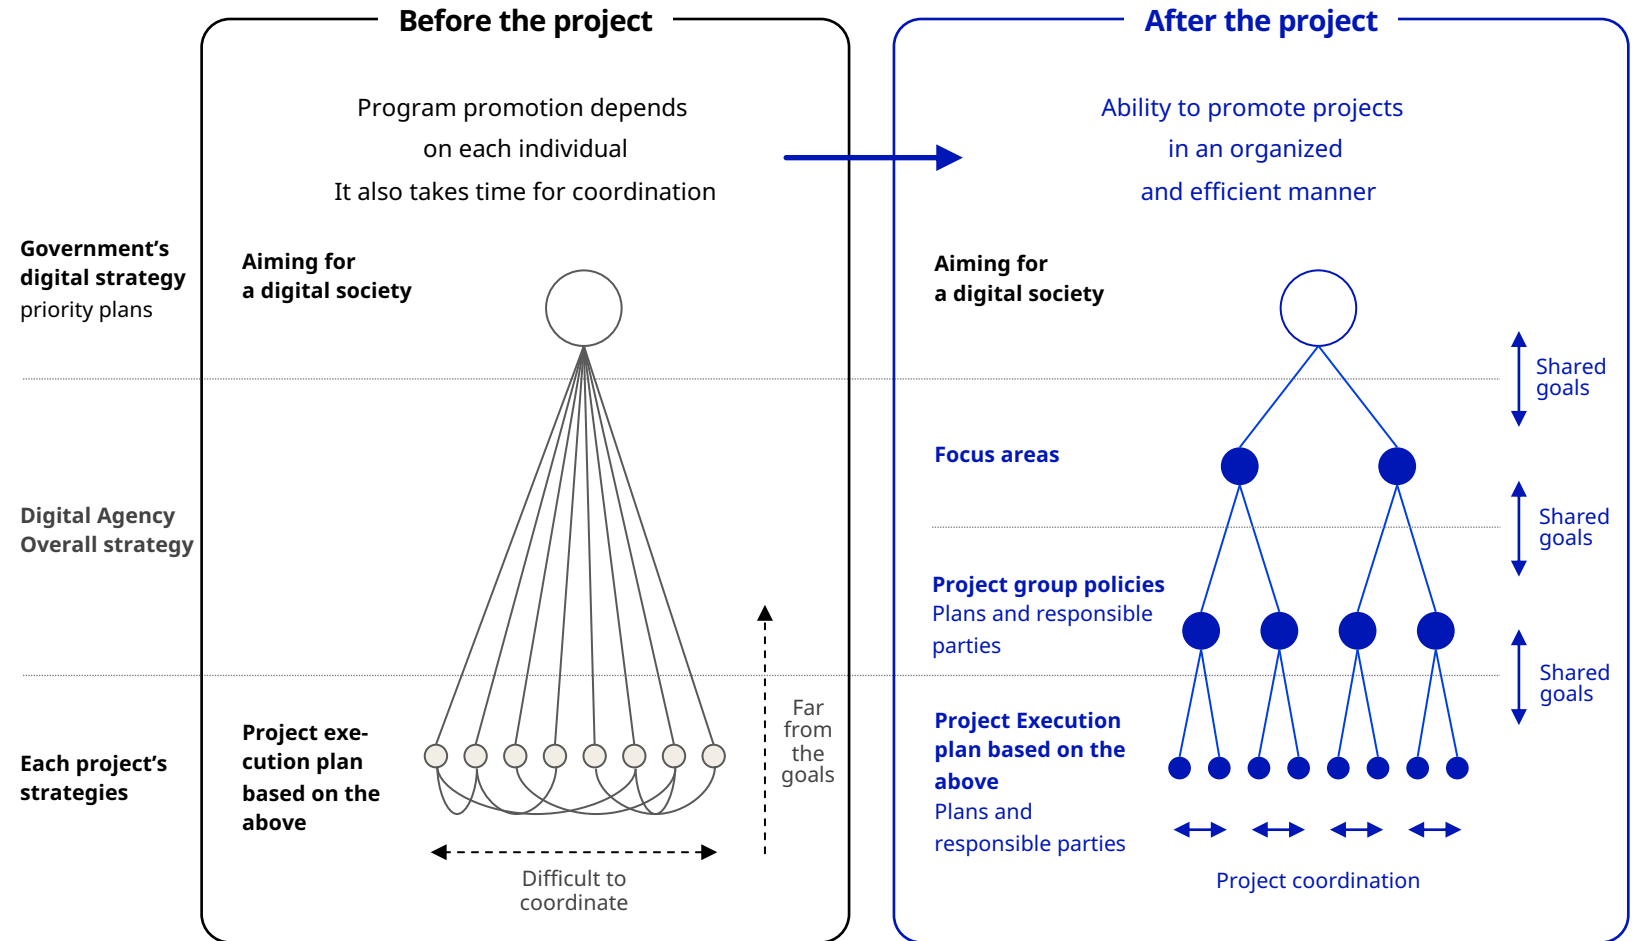 Before the project
Program promotion depends
on each individual
It also takes time for coordination
After the project
Ability to promote projects
in an organized
and efficient manner
Government’s
digital strategy
priority plans
Digital Agency
Overall strategy
Each project’s
strategies
Aiming for
a digital society
Project exe-
cution plan
based on the
above
Far
from
the
goals
Difficult to
coordinate
Aiming for
a digital society
Focus areas
Project group policies
Plans and responsible
parties
Project Execution
plan based on the
above
Plans and
responsible parties
Shared
goals
Shared
goals
Shared
goals
Project coordination